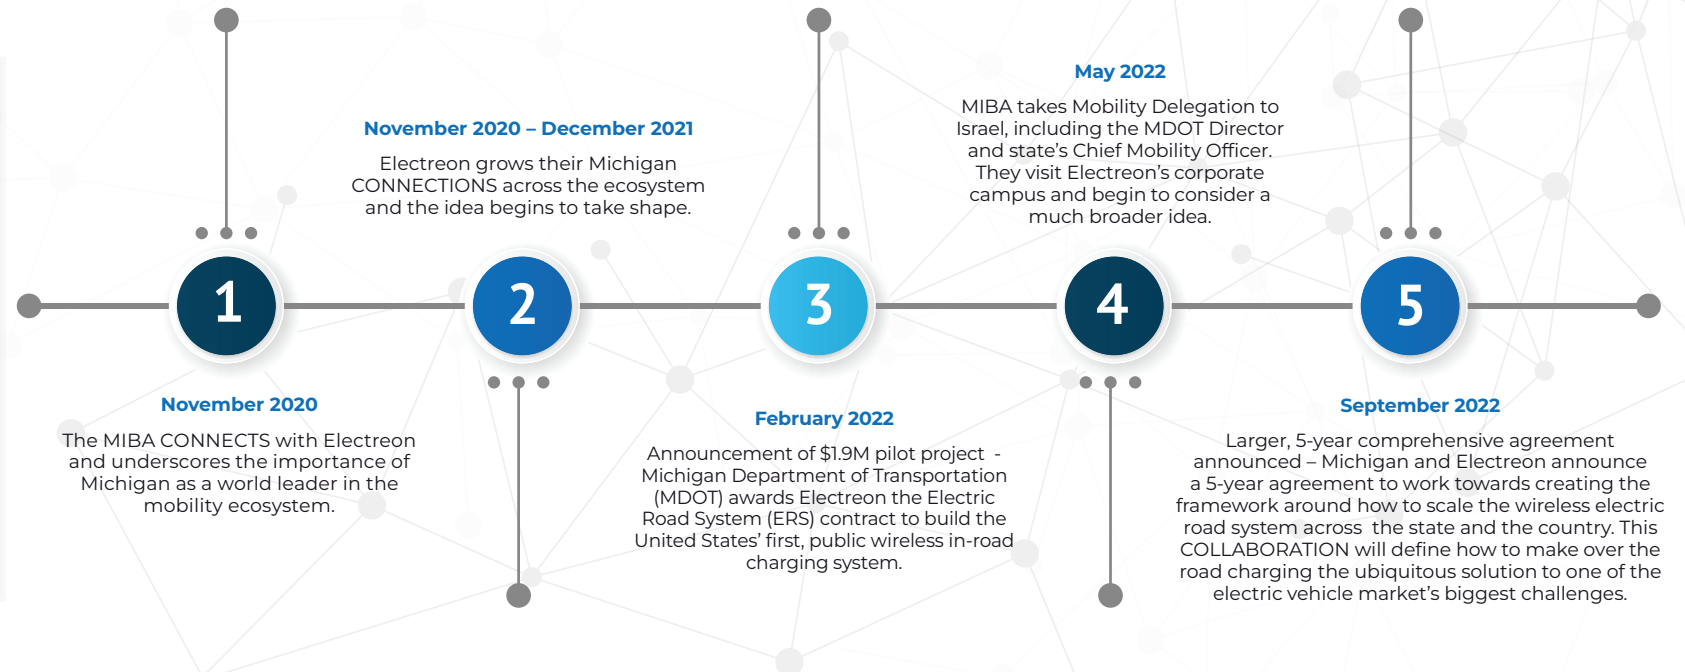 1
November 2020
The MIBA CONNECTS with Electreon
and underscores the importance of
Michigan as a world leader in the
mobility ecosystem.
November 2020 – December 2021
Electreon grows their Michigan
CONNECTIONS across the ecosystem
and the idea begins to take shape.
2
3
February 2022
Announcement of $1.9M pilot project -
Michigan Department of Transportation
(MDOT) awards Electreon the Electric
Road System (ERS) contract to build the
United States’ first, public wireless in-road
charging system.
May 2022
MIBA takes Mobility Delegation to
Israel, including the MDOT Director
and state’s Chief Mobility Officer.
They visit Electreon’s corporate
campus and begin to consider a
much broader idea.
4
5
September 2022
Larger, 5-year comprehensive agreement
announced – Michigan and Electreon announce
a 5-year agreement to work towards creating the
framework around how to scale the wireless electric
road system across the state and the country. This
COLLABORATION will define how to make over the
road charging the ubiquitous solution to one of the
electric vehicle market’s biggest challenges.